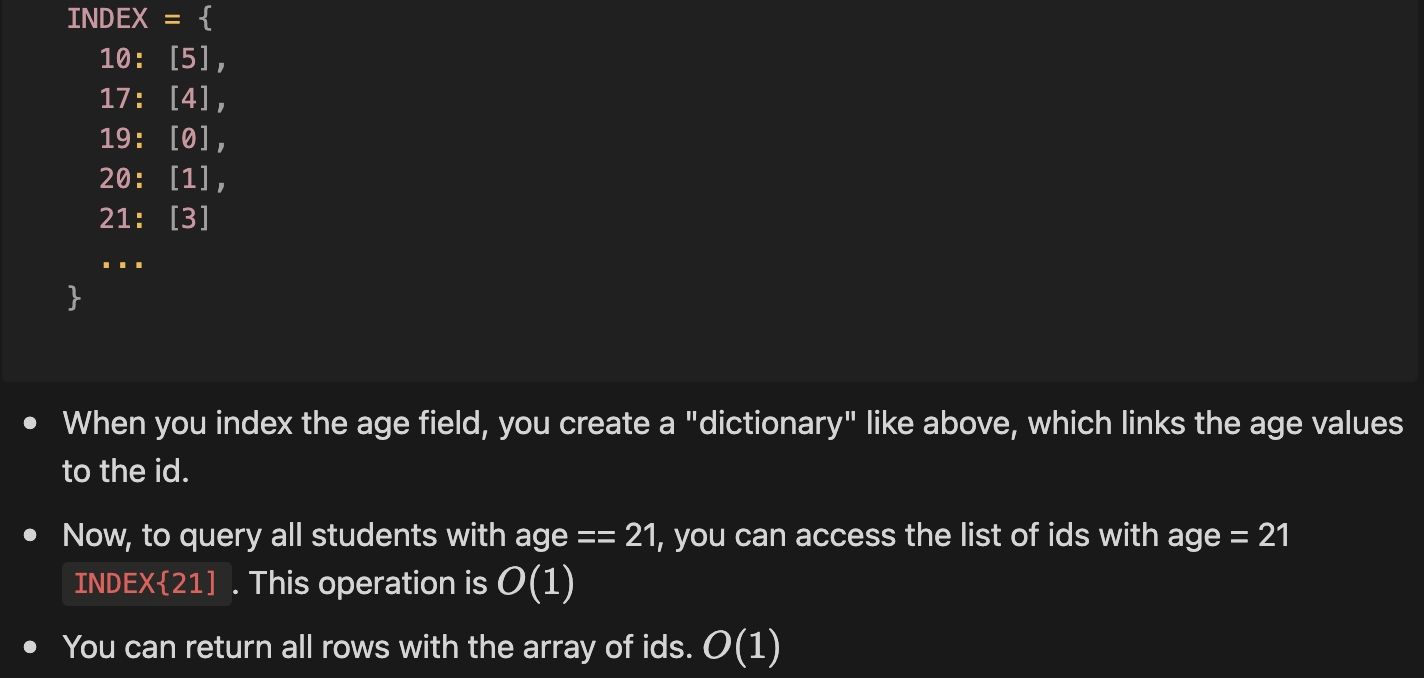 INDEX = {
10: [5],
17: [4],
19: [0],
20: [1],
21: [3]
...
}
• When you index the age field, you create a "dictionary" like above, which links the age values
to the id.
• Now, to query all students with age == 21, you can access the list of ids with age = 21
INDEX{21] . This operation is O(1)
• You can return all rows with the array of ids. O(1)